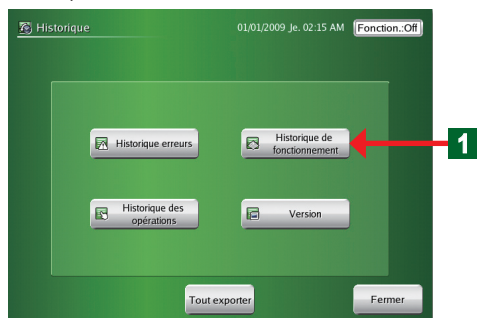 Historique
01/01/2009 Je. 02:15 AM
Fonction.:Off
Historique erreurs
Historique de
fonctionnement
1
Historique des
opérations
Version
Tout exporter
Fermer